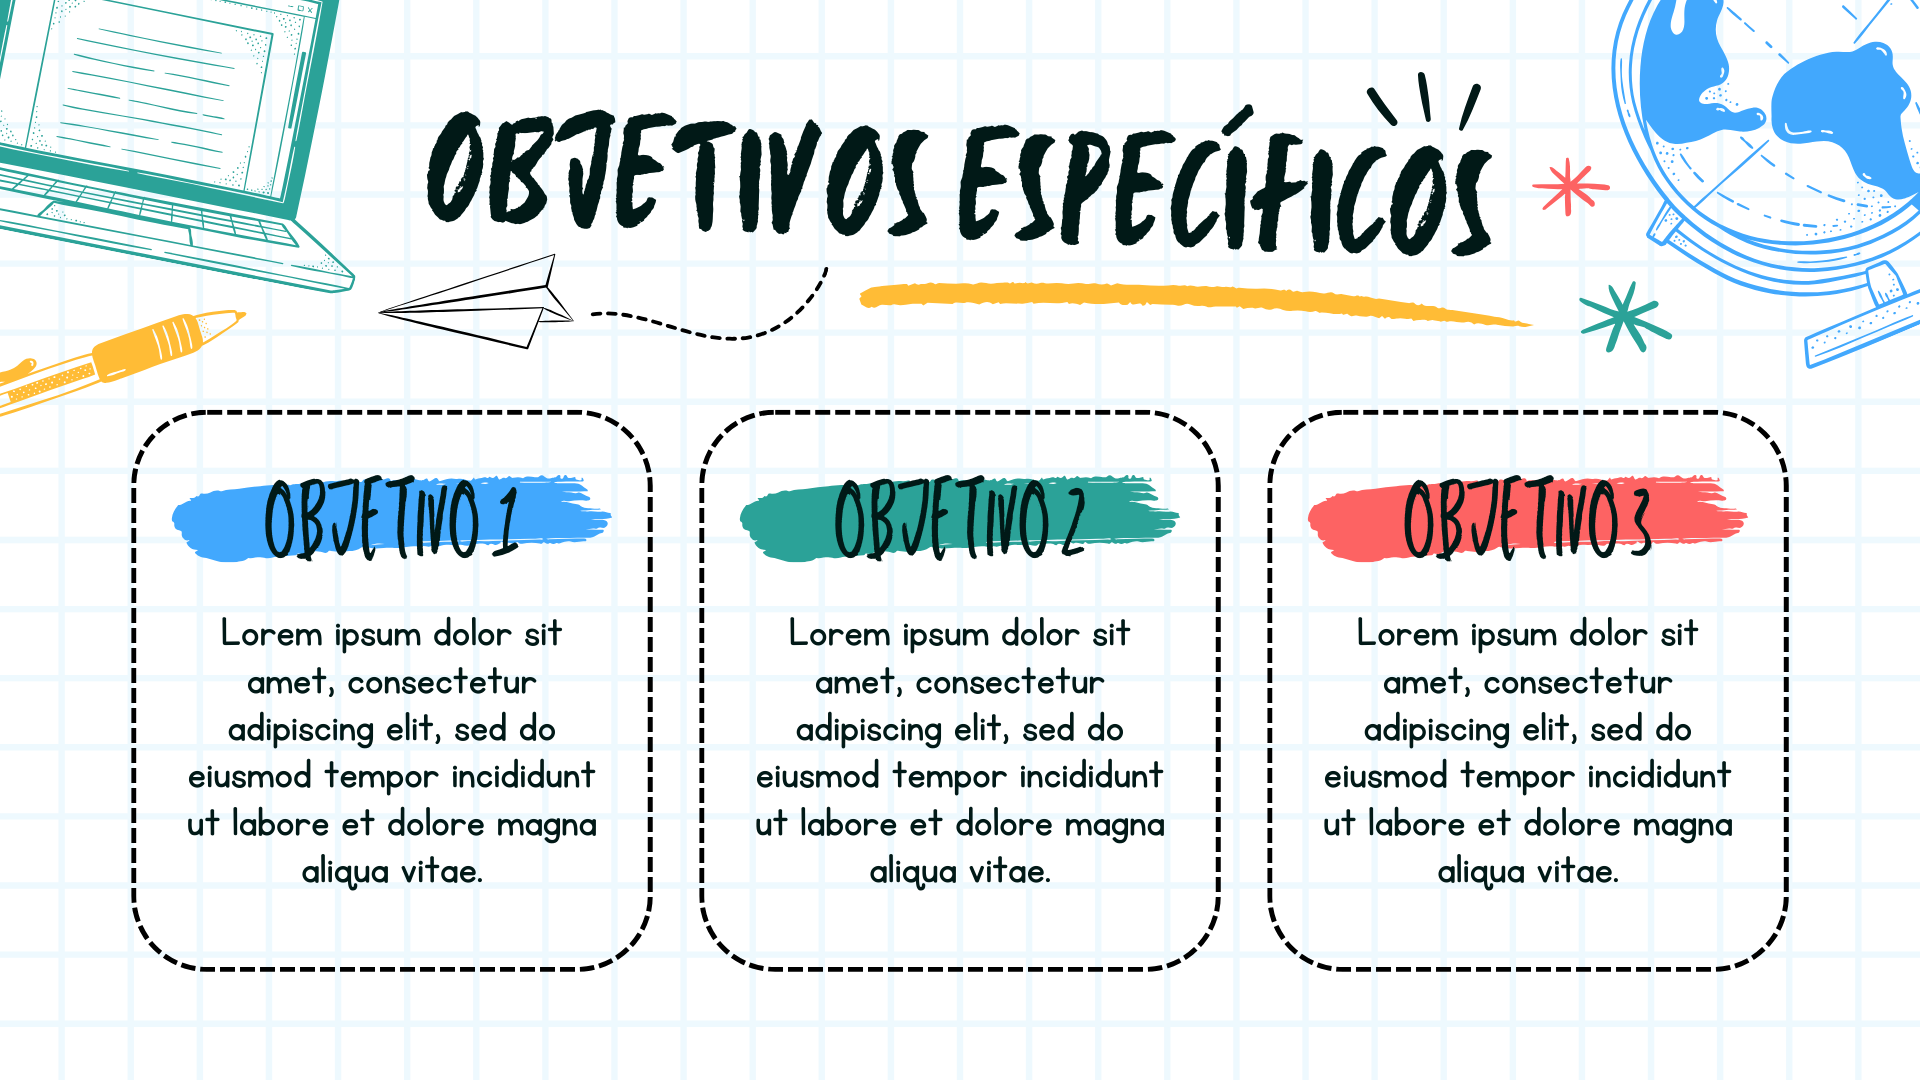 OBJETIVOS ESPECÍFICOS
OBJETIVO 1
Lorem ipsum dolor sit
amet, consectetur
adipiscing elit, sed do
eiusmod tempor incididunt
ut labore et dolore magna
aliqua vitae.
OBJETIVO 2
Lorem ipsum dolor sit
amet, consectetur
adipiscing elit, sed do
eiusmod tempor incididunt
ut labore et dolore magna
aliqua vitae.
OBJETIVO 3
Lorem ipsum dolor sit
amet, consectetur
adipiscing elit, sed do
eiusmod tempor incididunt
ut labore et dolore magna
aliqua vitae.